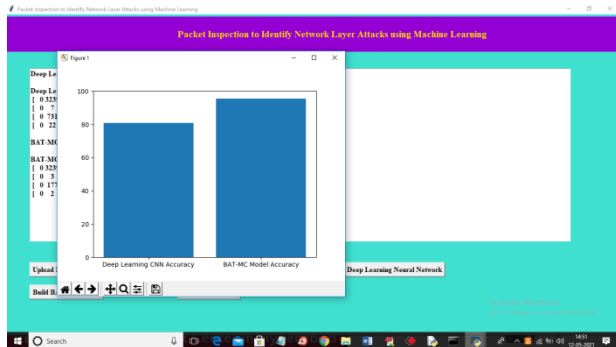 Packet Inspection to Identify Network Layer Attacks using Machine Learning
Packet Inspection to Identify Network Layer Attacks using Machine Learning
Figure 1
Deep Le
Deep Le
[ 0 323
[ 0 7
[ 0 731
[ 0 22
BAT-MC
BAT-MC
[ 0 323
[ 0 3
[ 0 177
[ 0 2
100
80
60
40
20
0
Deep Learning CNN Accuracy BAT-MC Model Accuracy
Upload Deep Learning Neural Network
Build B
Search
14:51
12-05-2021